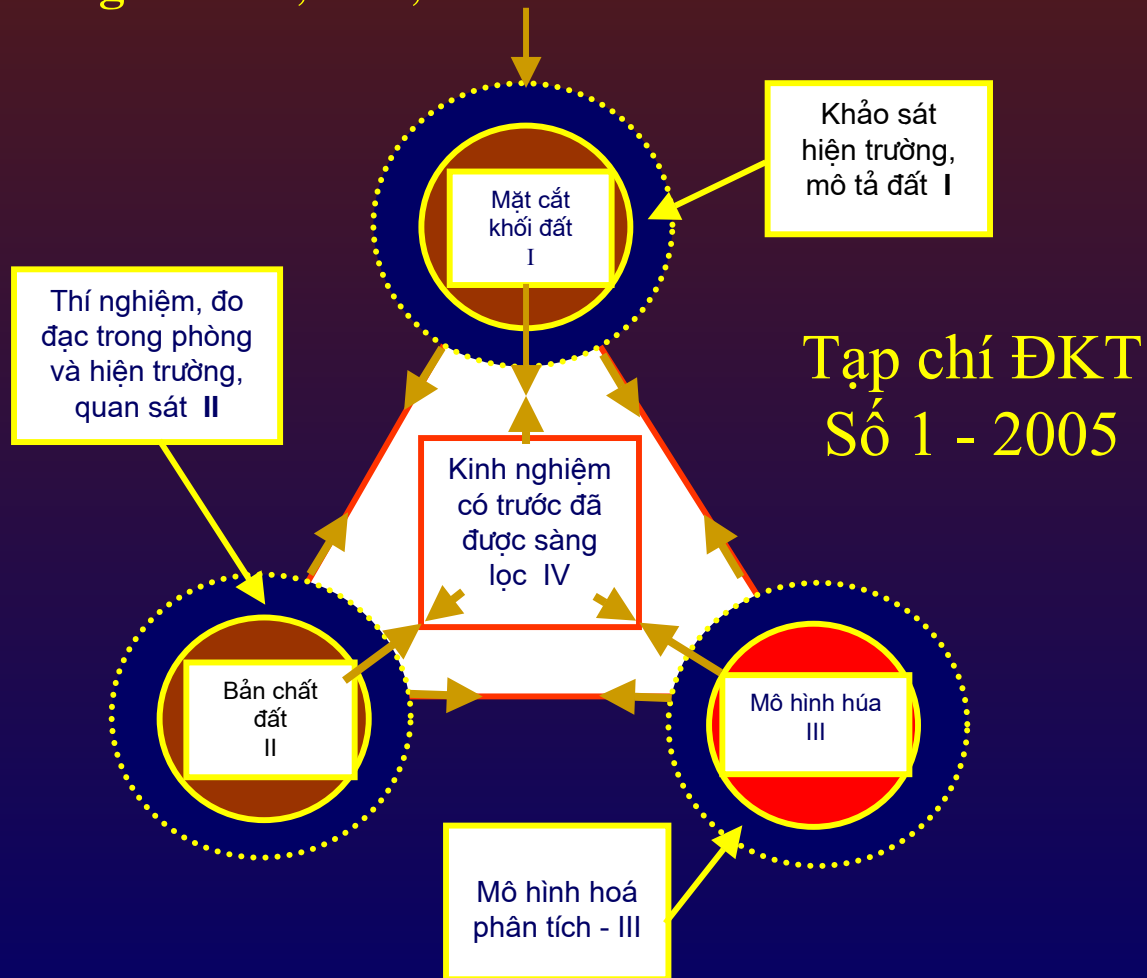 Khảo sát
hiện trường,
mô tả đất I
Mặt cắt
khối đất
I
Thí nghiệm, đo
đạc trong phòng
và hiện trường,
quan sát II
Tạp chí ĐKT
Số 1 - 2005
Kinh nghiệm
có trước đã
được sàng
lọc IV
Bản chất
đất
II
Mô hình húa
III
Mô hình hoá
phân tích - III